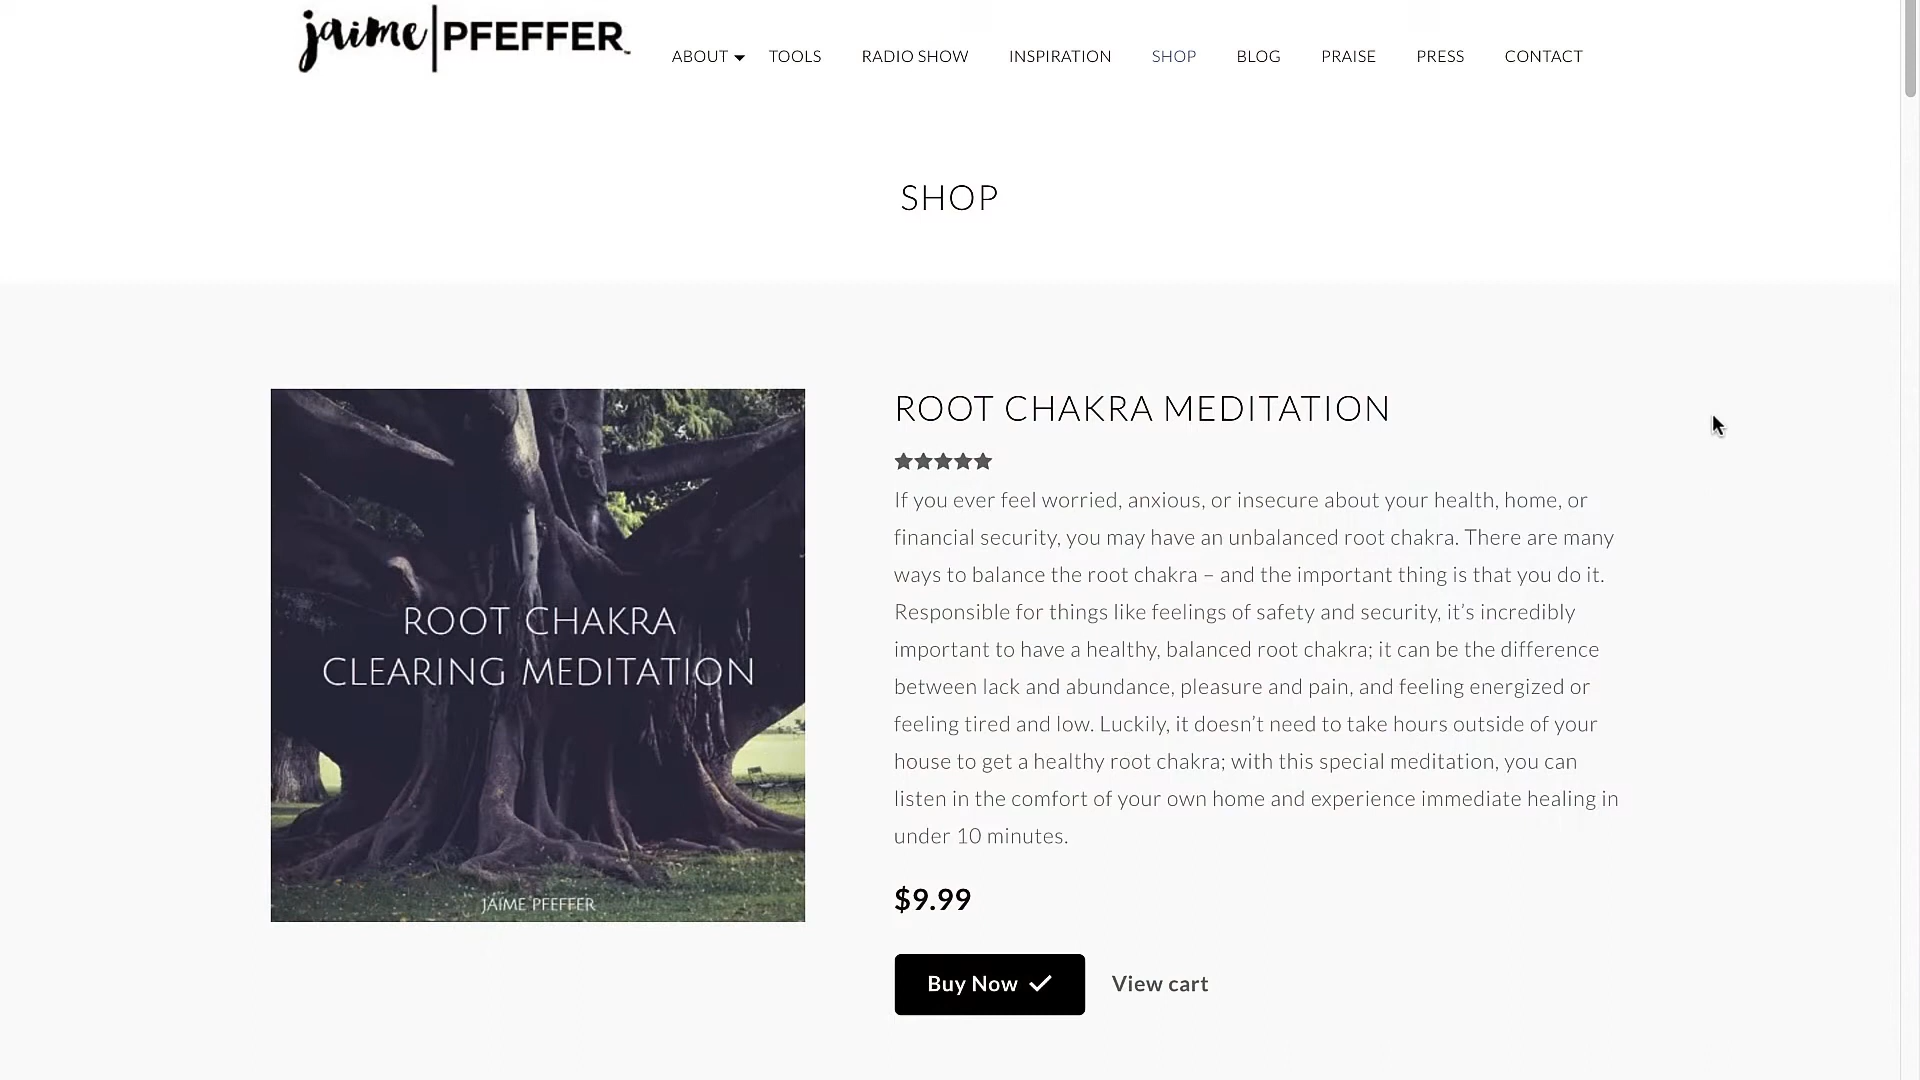 jaime|PFEFFER™
ABOUT TOOLS RADIO SHOW INSPIRATION SHOP BLOG PRAISE PRESS CONTACT
SHOP
ROOT CHAKRA
CLEARING MEDITATION
JAIME PFEFFER
ROOT CHAKRA MEDITATION
If you ever feel worried, anxious, or insecure about your health, home, or
financial security, you may have an unbalanced root chakra. There are many
ways to balance the root chakra – and the important thing is that you do it.
Responsible for things like feelings of safety and security, it’s incredibly
important to have a healthy, balanced root chakra; it can be the difference
between lack and abundance, pleasure and pain, and feeling energized or
feeling tired and low. Luckily, it doesn’t need to take hours outside of your
house to get a healthy root chakra; with this special meditation, you can
listen in the comfort of your own home and experience immediate healing in
under 10 minutes.
$9.99
Buy Now View cart